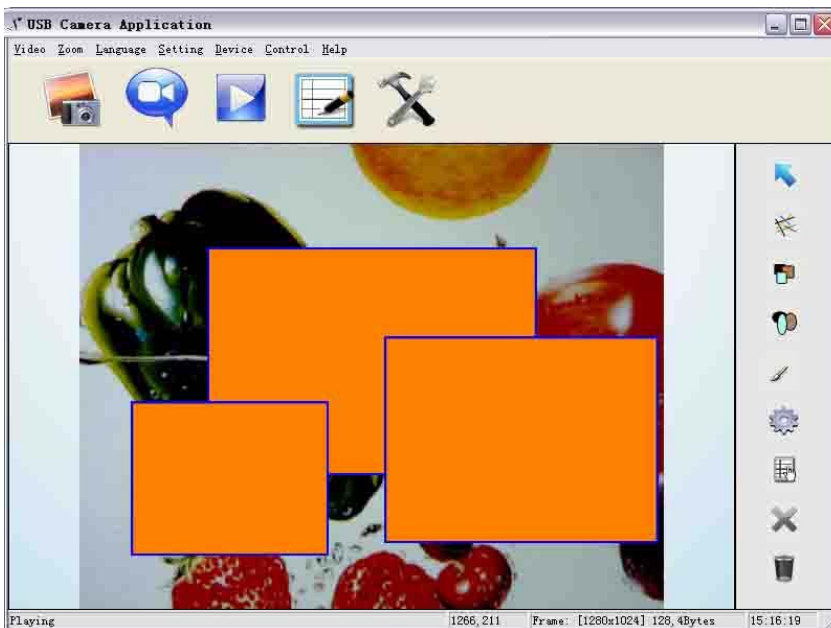 USB Camera Application
Video Zoom Language Setting Device Control Help
Playing 1266, 211 Frame: [1280x1024] 128, 4Bytes 15:16:19